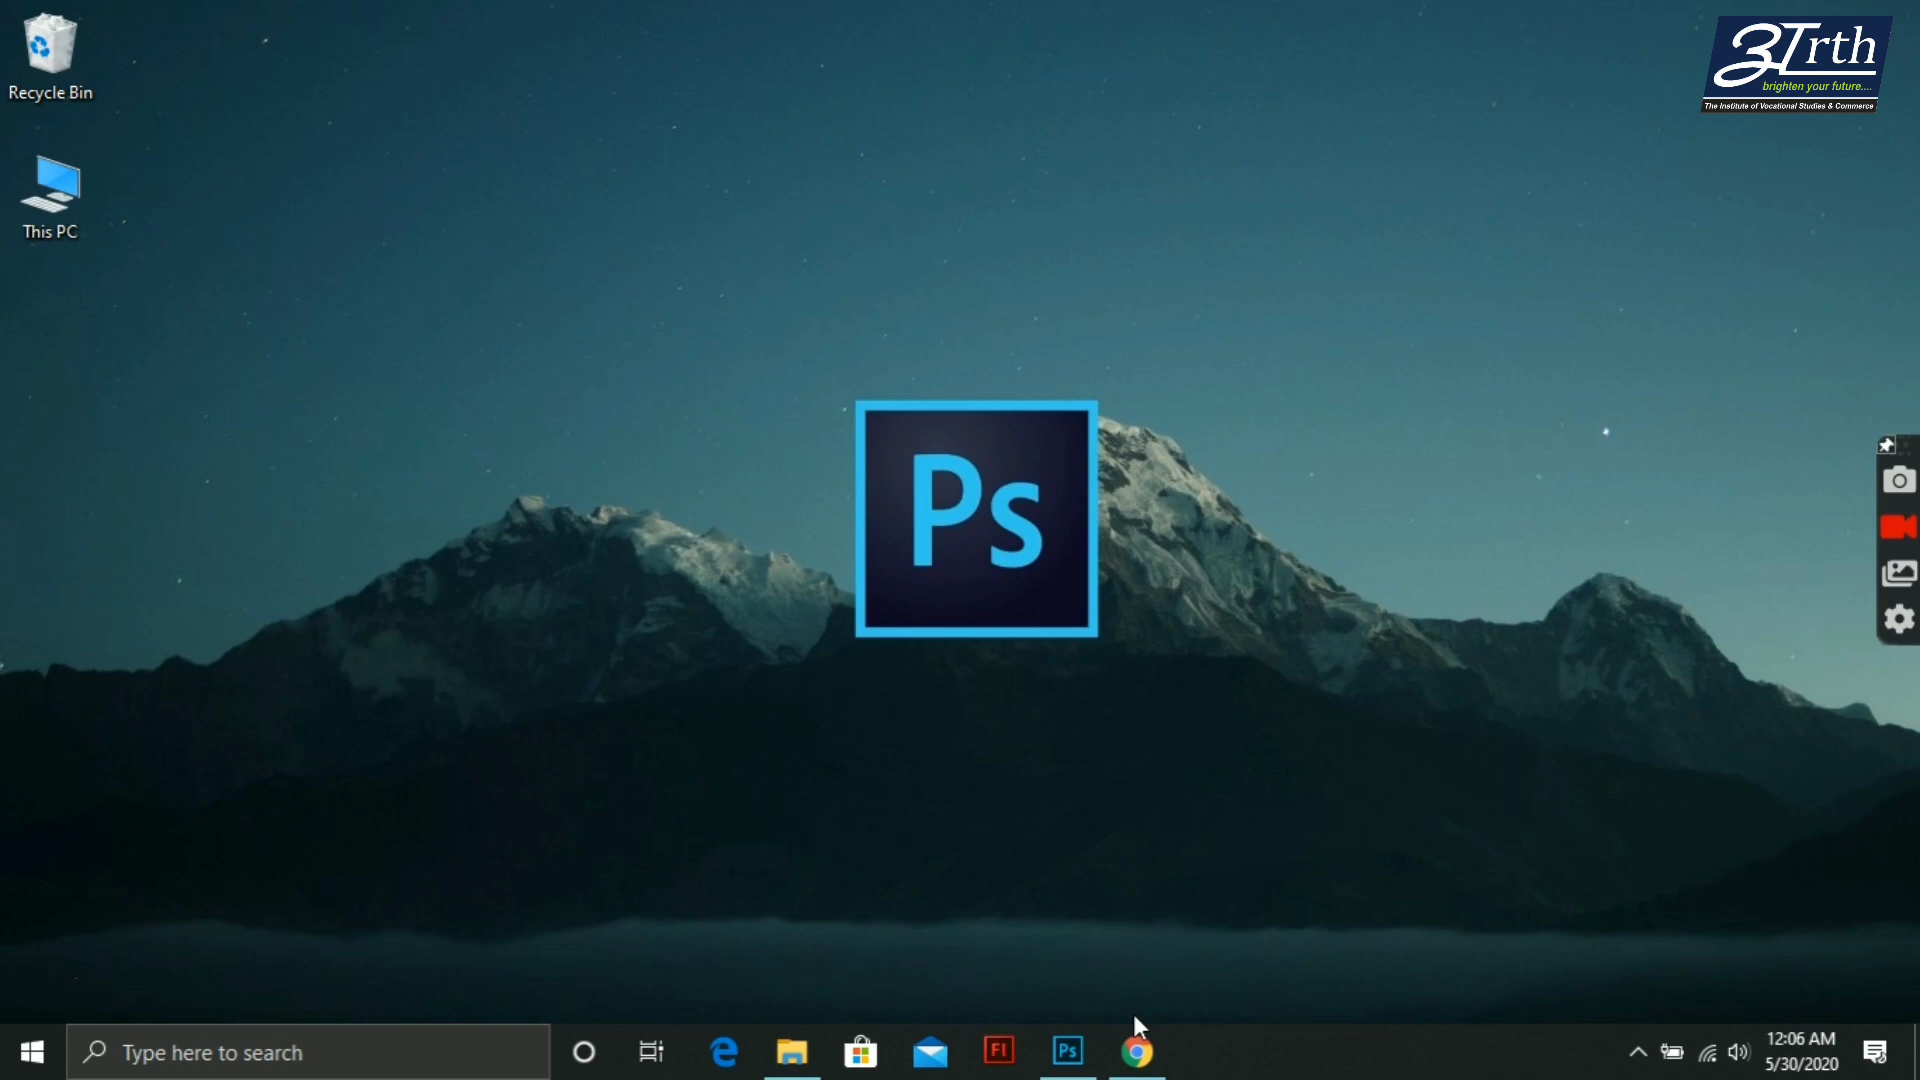 Recycle Bin
This PC
3Trth
brighten your future....
The Institute of Vocational Studies & Commerce
Ps
Type here to search
Fl
Ps
12:06 AM
5/30/2020